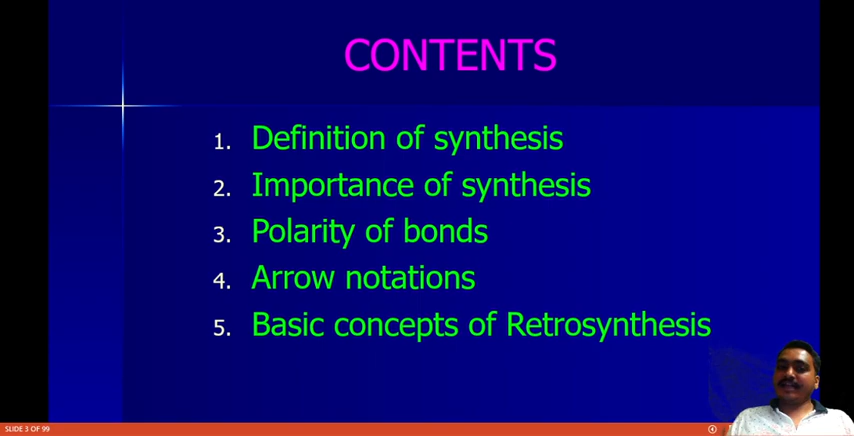 CONTENTS
1. Definition of synthesis
2. Importance of synthesis
3. Polarity of bonds
4. Arrow notations
5. Basic concepts of Retrosynthesis
SLIDE 3 OF 99